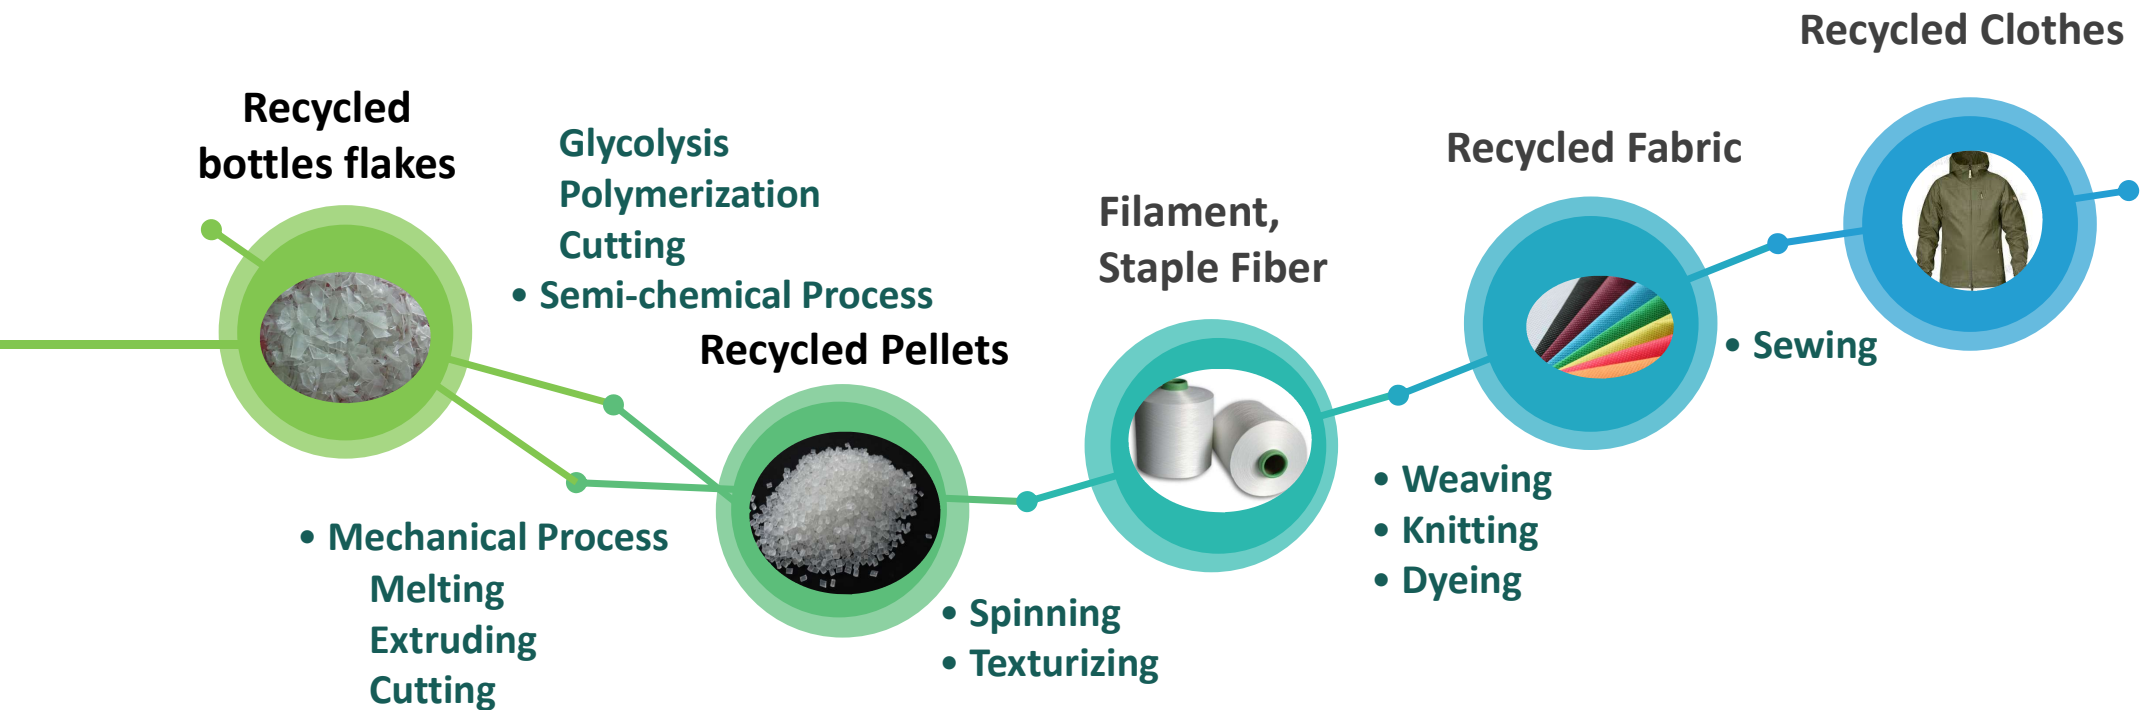 Recycled
bottles flakes
Glycolysis
Polymerization
Cutting
• Semi-chemical Process
• Mechanical Process
Melting
Extruding
Cutting
Recycled Pellets
• Spinning
• Texturizing
Filament,
Staple Fiber
• Weaving
• Knitting
• Dyeing
Recycled Fabric
• Sewing
Recycled Clothes